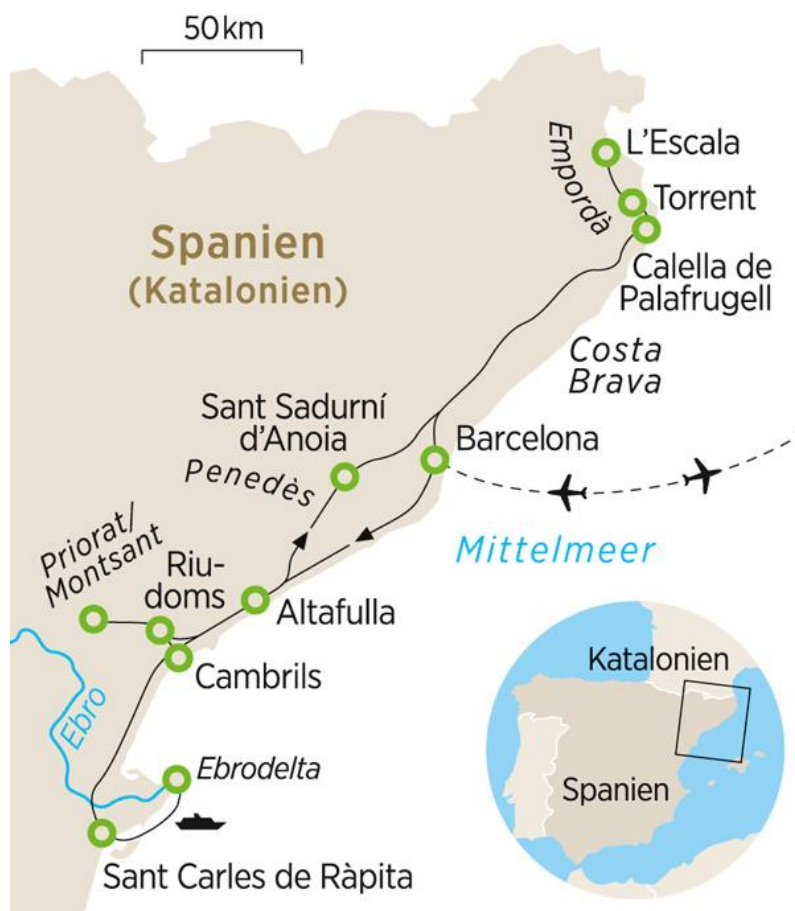 50 km
L'Escala
Empordà
Torrent
Spanien
(Katalonien)
Calella de
Palafrugell
Costa
Brava
Sant Sadurní
d'Anoia
Barcelona
Penedès
Priorat/
Montsant
Mittelmeer
Riu-
doms
Altafulla
Cambrils
Katalonien
Ebro
Ebrodelta
Spanien
Sant Carles de Ràpita